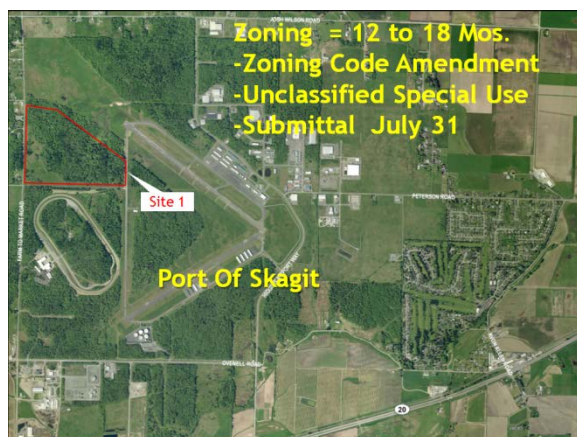 JOSH WILSON ROAD
Zoning = 12 to 18 Mos.
-Zoning Code Amendment
-Unclassified Special Use
-Submittal July 31
Site 1
PETERSON ROAD
FARM TO MARKET ROAD
Port Of Skagit
OVENELL ROAD
20